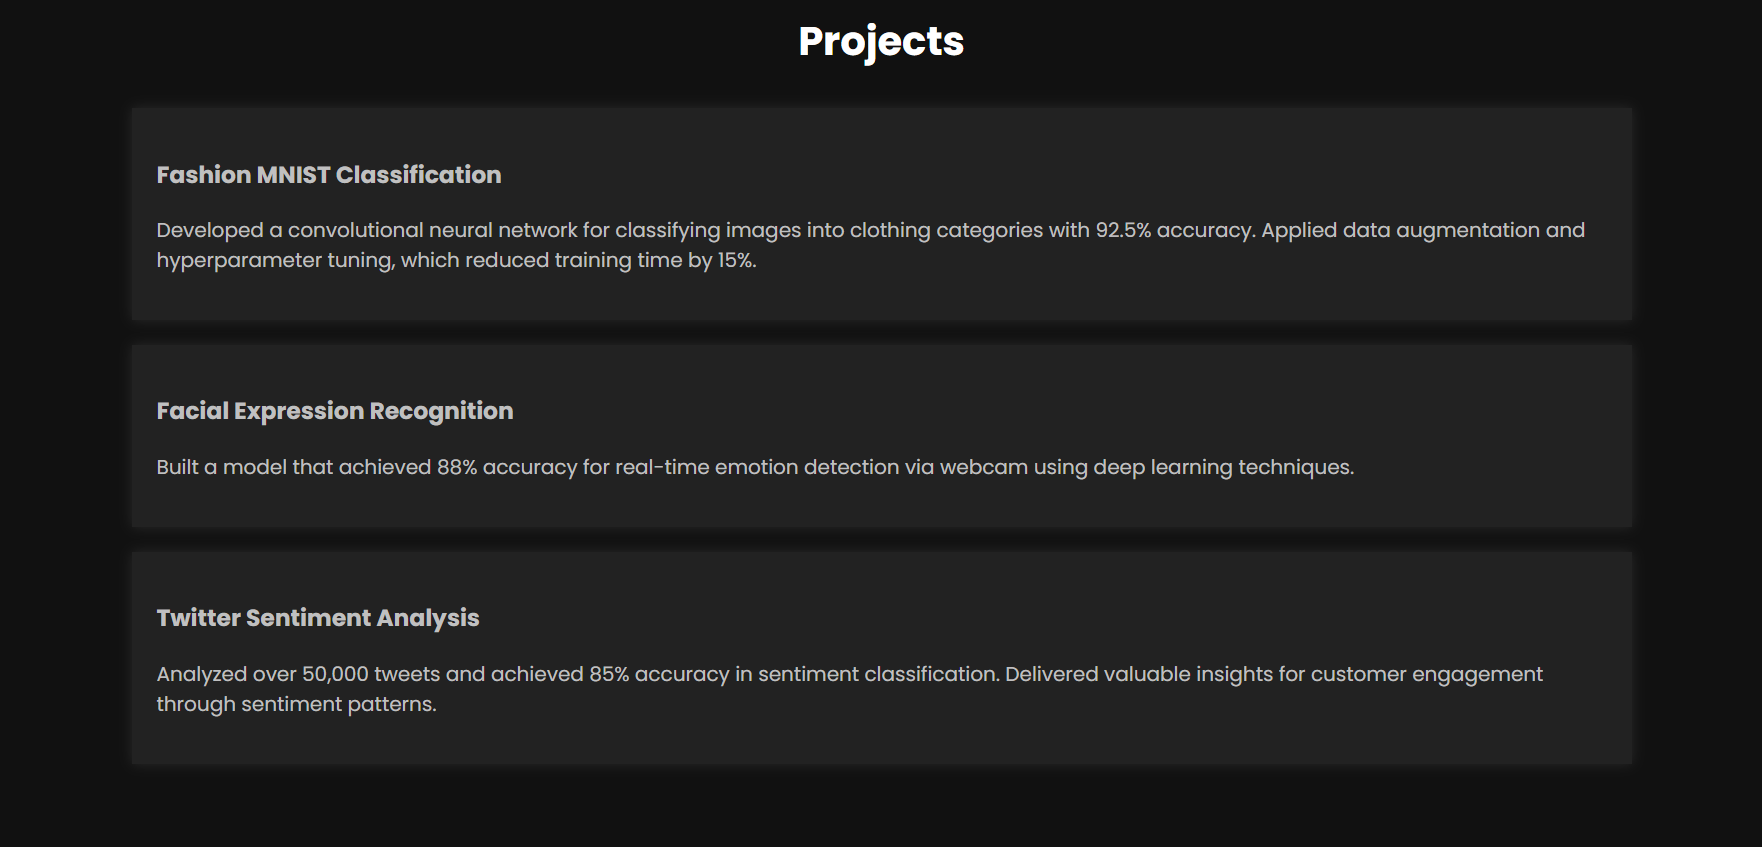 Projects
Fashion MNIST Classification
Developed a convolutional neural network for classifying images into clothing categories with 92.5% accuracy. Applied data augmentation and
hyperparameter tuning, which reduced training time by 15%.
Facial Expression Recognition
Built a model that achieved 88% accuracy for real-time emotion detection via webcam using deep learning techniques.
Twitter Sentiment Analysis
Analyzed over 50,000 tweets and achieved 85% accuracy in sentiment classification. Delivered valuable insights for customer engagement
through sentiment patterns.